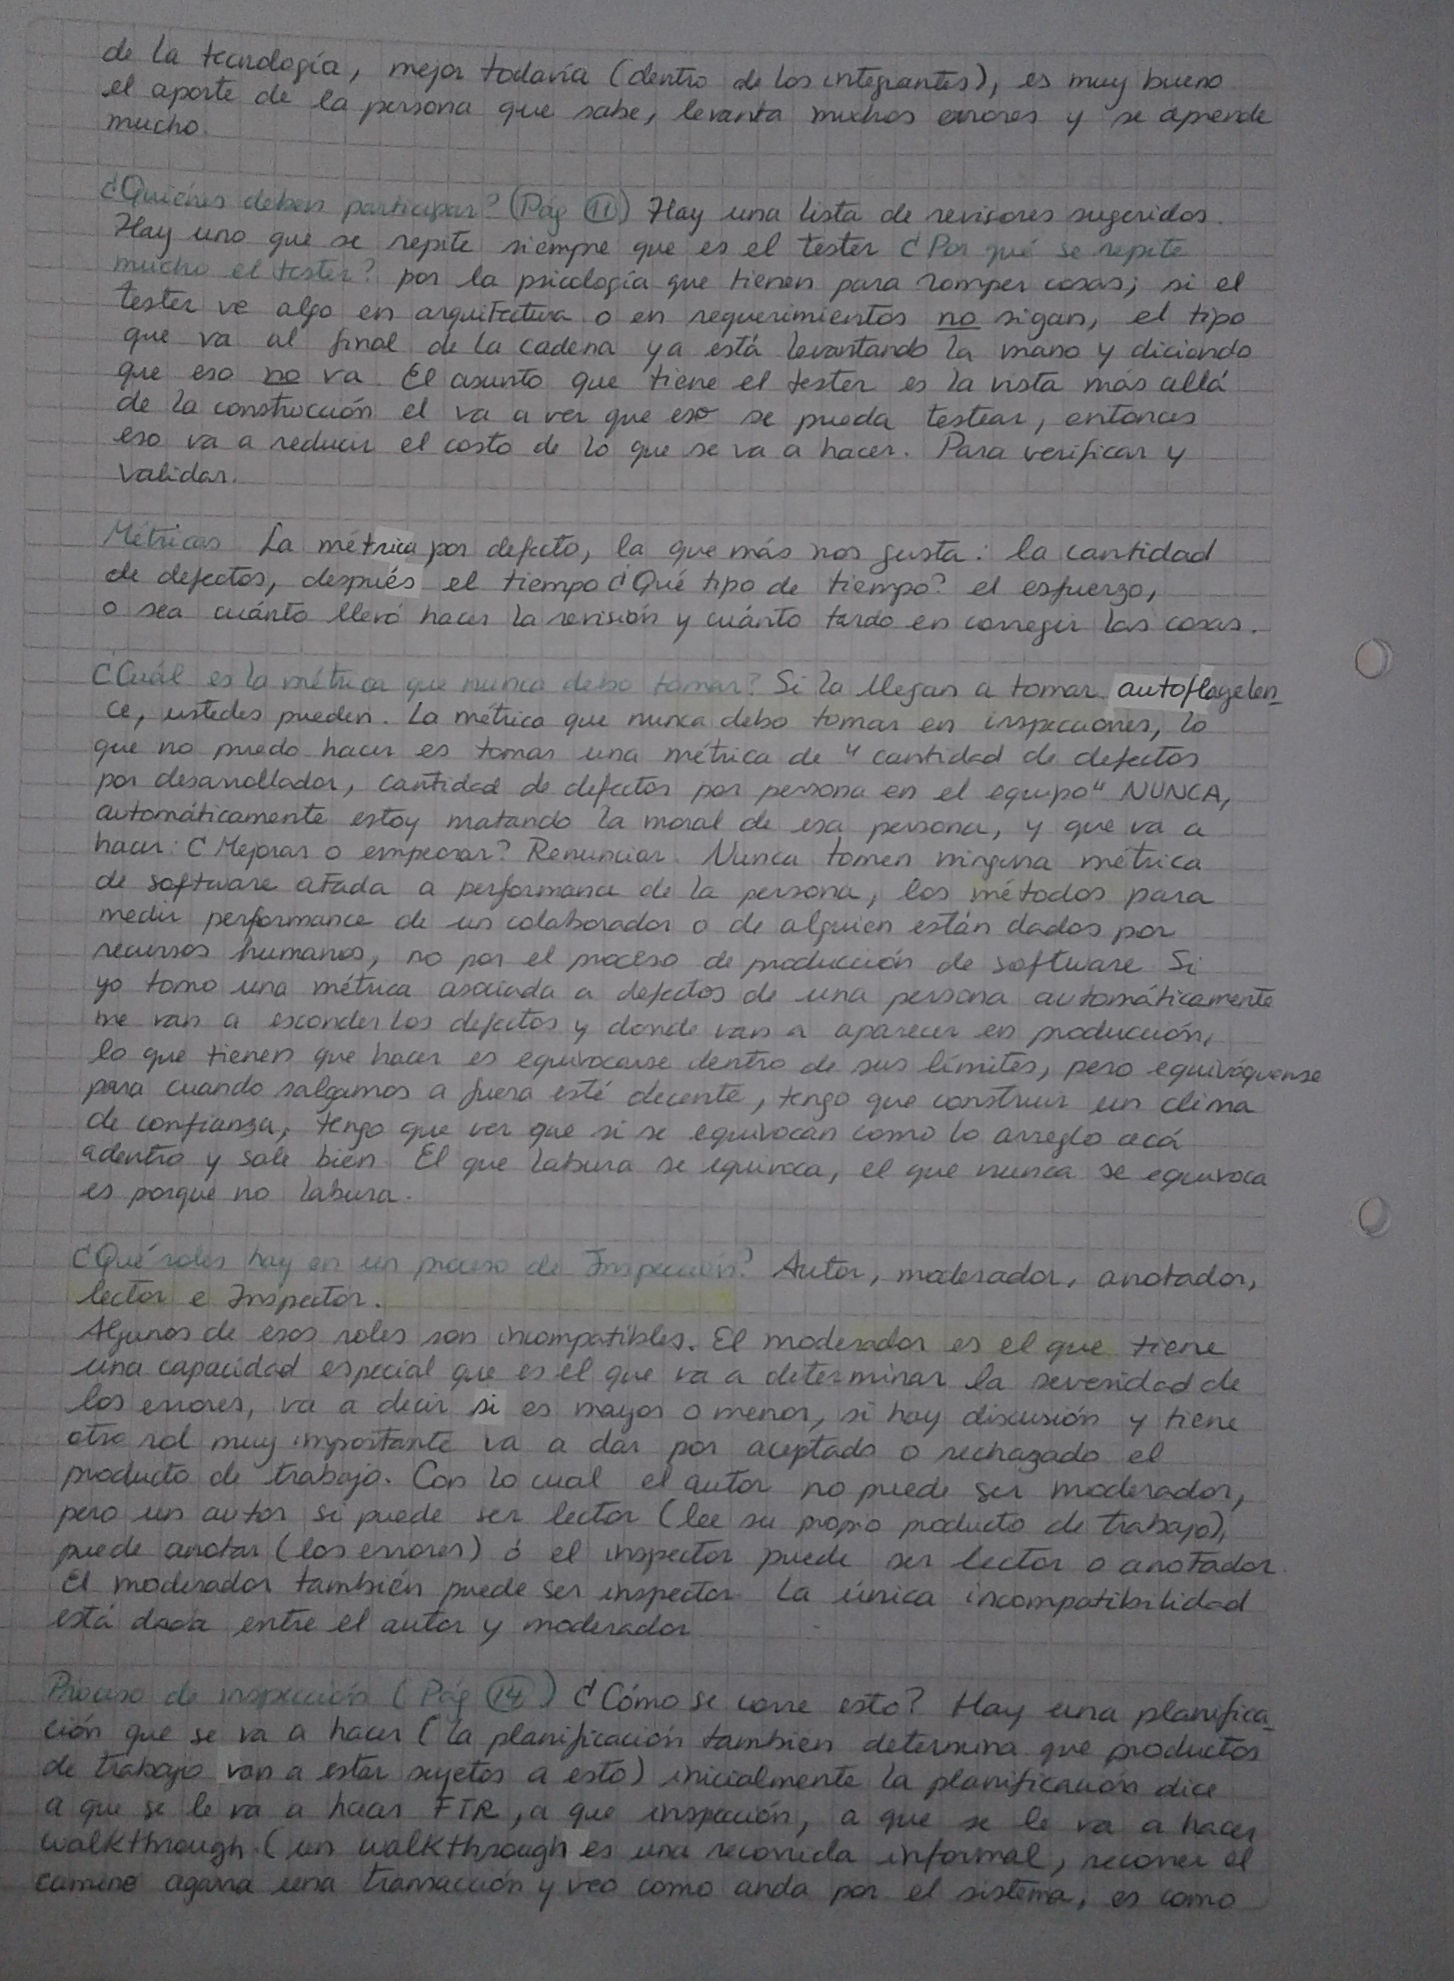 de la tecnología, mejor todavía (dentro de los integrantes), es muy bueno
el aporte de la persona que sabe, levanta muchos errores y se aprende
mucho.
¿Quiénes deben participar? (Pág 11) Hay una lista de revisores sugeridos.
Hay uno que se repite siempre que es el tester ¿Por qué se repite
mucho el tester? por la psicología que tienen para romper cosas; si el
tester ve algo en arquitectura o en requerimientos no sigan, el tipo
que va al final de la cadena ya está levantando la mano y diciendo
que eso no va. El asunto que tiene el tester es la vista más allá
de la construcción el va a ver que eso se pueda testear, entonces
eso va a reducir el costo de lo que se va a hacer. Para verificar y
validar.
Métricas La métrica por defecto, la que más nos gusta: la cantidad
de defectos, después el tiempo ¿Qué tipo de tiempo? el esfuerzo,
o sea cuánto llevó hacer la revisión y cuánto tardo en corregir las cosas.
¿Cuál es la métrica que nunca debo tomar? Si la llegan a tomar autoflagelen_
ce, ustedes pueden. La métrica que nunca debo tomar en inspecciones, lo
que no puedo hacer es tomar una métrica de "cantidad de defectos
por desarrollador, cantidad de defectos por persona en el equipo" NUNCA,
automáticamente estoy matando la moral de esa persona, y que va a
hacer: ¿Mejorar o empeorar? Renunciar. Nunca tomen ninguna métrica
de software atada a performance de la persona, los métodos para
medir performance de un colaborador o de alguien están dados por
recursos humanos, no por el proceso de producción de software Si
yo tomo una métrica asociada a defectos de una persona automáticamente
me van a esconder los defectos y donde van a aparecer en producción,
lo que tienen que hacer es equivocarse dentro de sus límites, pero equivóquense
para cuando salgamos a fuera esté decente, tengo que construir un clima
de confianza; tengo que ver que si se equivocan como lo arreglo acá
adentro y sale bien. El que labura se equivoca, el que nunca se equivoca
es porque no labura.
¿Qué roles hay en un proceso de Inspección? Autor, moderador, anotador,
lector e Inspector.
Algunos de esos roles son incompatibles. El moderador es el que tiene
una capacidad especial que es el que va a determinar la severidad de
los errores, va a decir si es mayor o menor, si hay discusión y tiene
otro rol muy importante va a dar por aceptado o rechazado el
producto de trabajo. Con lo cual el autor no puede ser moderador,
pero un autor si puede ser lector (lee su propio producto de trabajo),
puede anotar (los errores) ó el inspector puede ser lector o anotador.
El moderador también puede ser inspector. La única incompatibilidad
está dada entre el autor y moderador
Proceso de inspección (Pág 14) ¿Cómo se corre esto? Hay una planifica_
ción que se va a hacer (la planificación también determina que productos
de trabajo van a estar sujetos a esto) inicialmente la planificación dice
a que se le va a hacer FTR, a que inspección, a que se le va a hacer
walkthrough. (un walkthrough es una recorrida informal, recorrer el
camino agarra una transacción y veo como anda por el sistema, es como